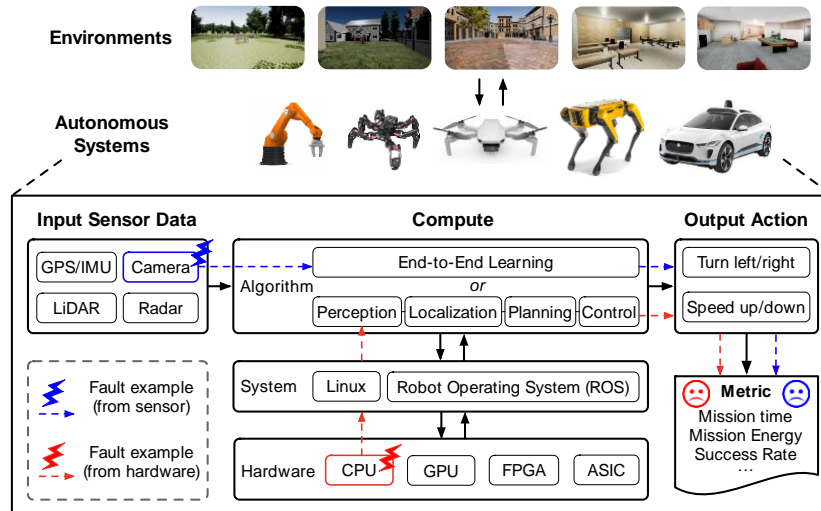 Environments
Autonomous
Systems
Input Sensor Data
Compute
Output Action
GPS/IMU
Camera
LiDAR
Radar
Algorithm
End-to-End Learning
or
Perception
Localization
Planning
Control
Turn left/right
Speed up/down
Fault example
(from sensor)
Fault example
(from hardware)
System
Linux
Robot Operating System (ROS)
Hardware
CPU
GPU
FPGA
ASIC
Metric
Mission time
Mission Energy
Success Rate
...